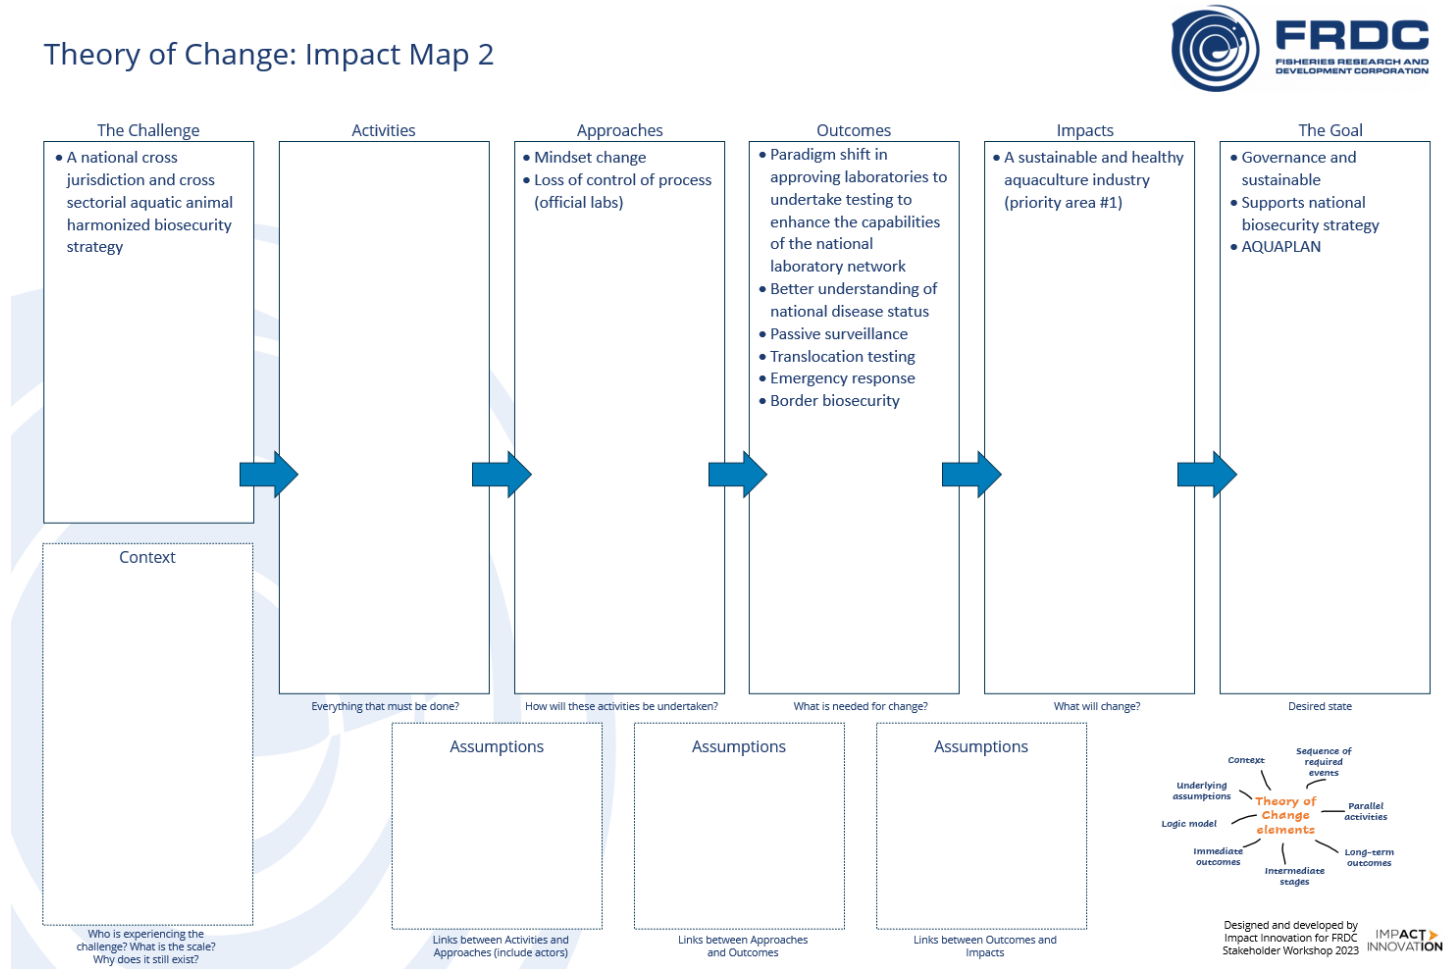 Theory of Change: Impact Map 2
FRDC
FISHERIES RESEARCH AND
DEVELOPMENT CORPORATION
The Challenge
• A national cross
jurisdiction and cross
sectorial aquatic animal
harmonized biosecurity
strategy
Activities
Everything that must be done?
Approaches
• Mindset change
• Loss of control of process
(official labs)
How will these activities be undertaken?
Outcomes
• Paradigm shift in
approving laboratories to
undertake testing to
enhance the capabilities
of the national
laboratory network
• Better understanding of
national disease status
• Passive surveillance
• Translocation testing
• Emergency response
• Border biosecurity
What is needed for change?
Impacts
• A sustainable and healthy
aquaculture industry
(priority area #1)
What will change?
The Goal
• Governance and
sustainable
• Supports national
biosecurity strategy
• AQUAPLAN
Desired state
Context
Who is experiencing the
challenge? What is the scale?
Why does it still exist?
Assumptions
Links between Activities and
Approaches (include actors)
Assumptions
Links between Approaches
and Outcomes
Assumptions
Links between Outcomes and
Impacts
Theory of
Change
elements
Context
Sequence of
required
events
Underlying
assumptions
Parallel
activities
Logic model
Immediate
outcomes
Long-term
outcomes
Intermediate
stages
Designed and developed by
Impact Innovation for FRDC
Stakeholder Workshop 2023
IMPACT
INNOVATION